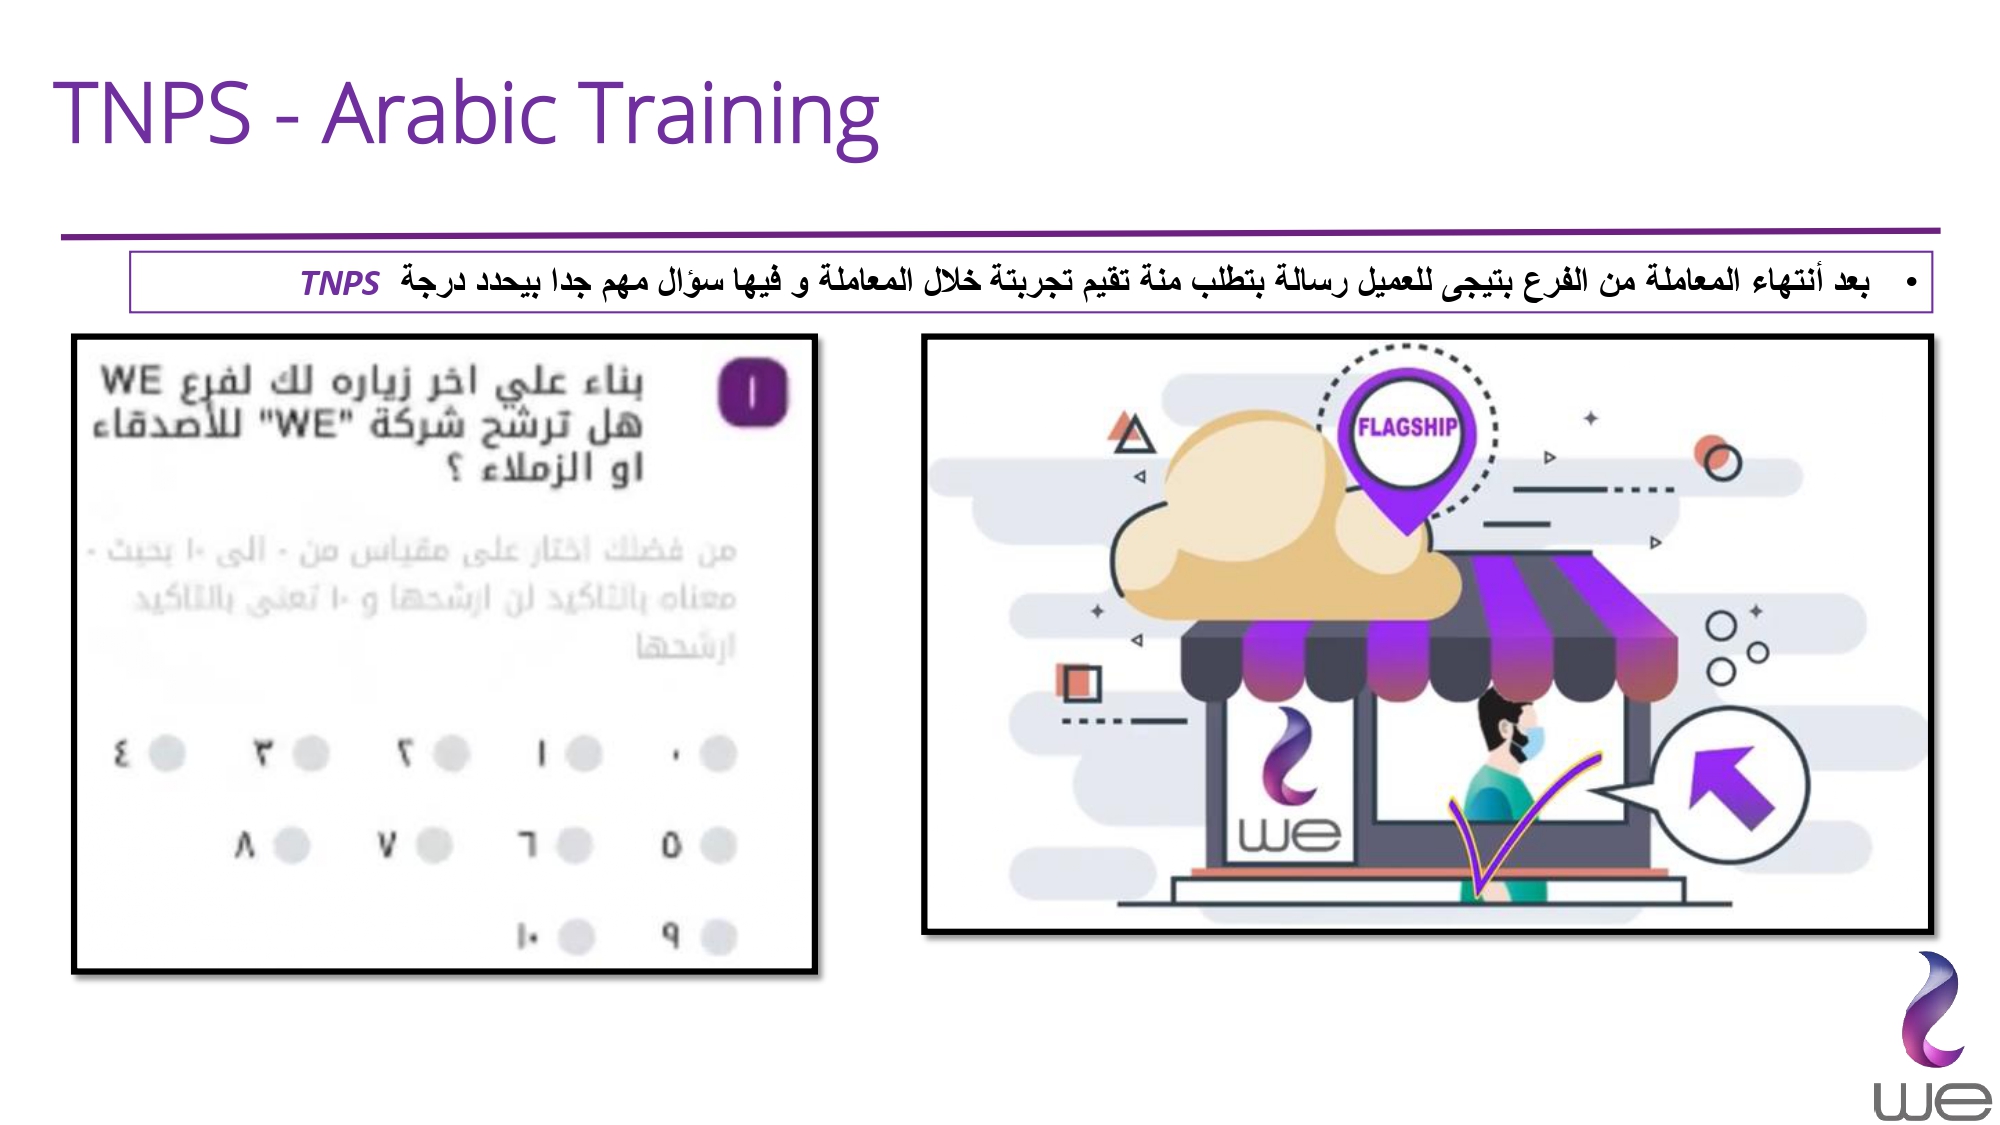 TNPS - Arabic Training
• بعد أنتهاء المعاملة من الفرع بتيجى للعميل رسالة بتطلب منة تقيم تجربتة خلال المعاملة و فيها سؤال مهم جدا بيحدد درجة TNPS
١
بناء علي اخر زياره لك لفرع WE
هل ترشح شركة "WE" للأصدقاء
او الزملاء ؟
من فضلك اختار على مقياس من ٠ الى ١٠ بحيث ٠
معناه بالتاكيد لن ارشحها و ١٠ تعنى بالتاكيد
ارشحها
٠ ١ ٢ ٣ ٤
٥ ٦ ٧ ٨
٩ ١٠
FLAGSHIP
we
we